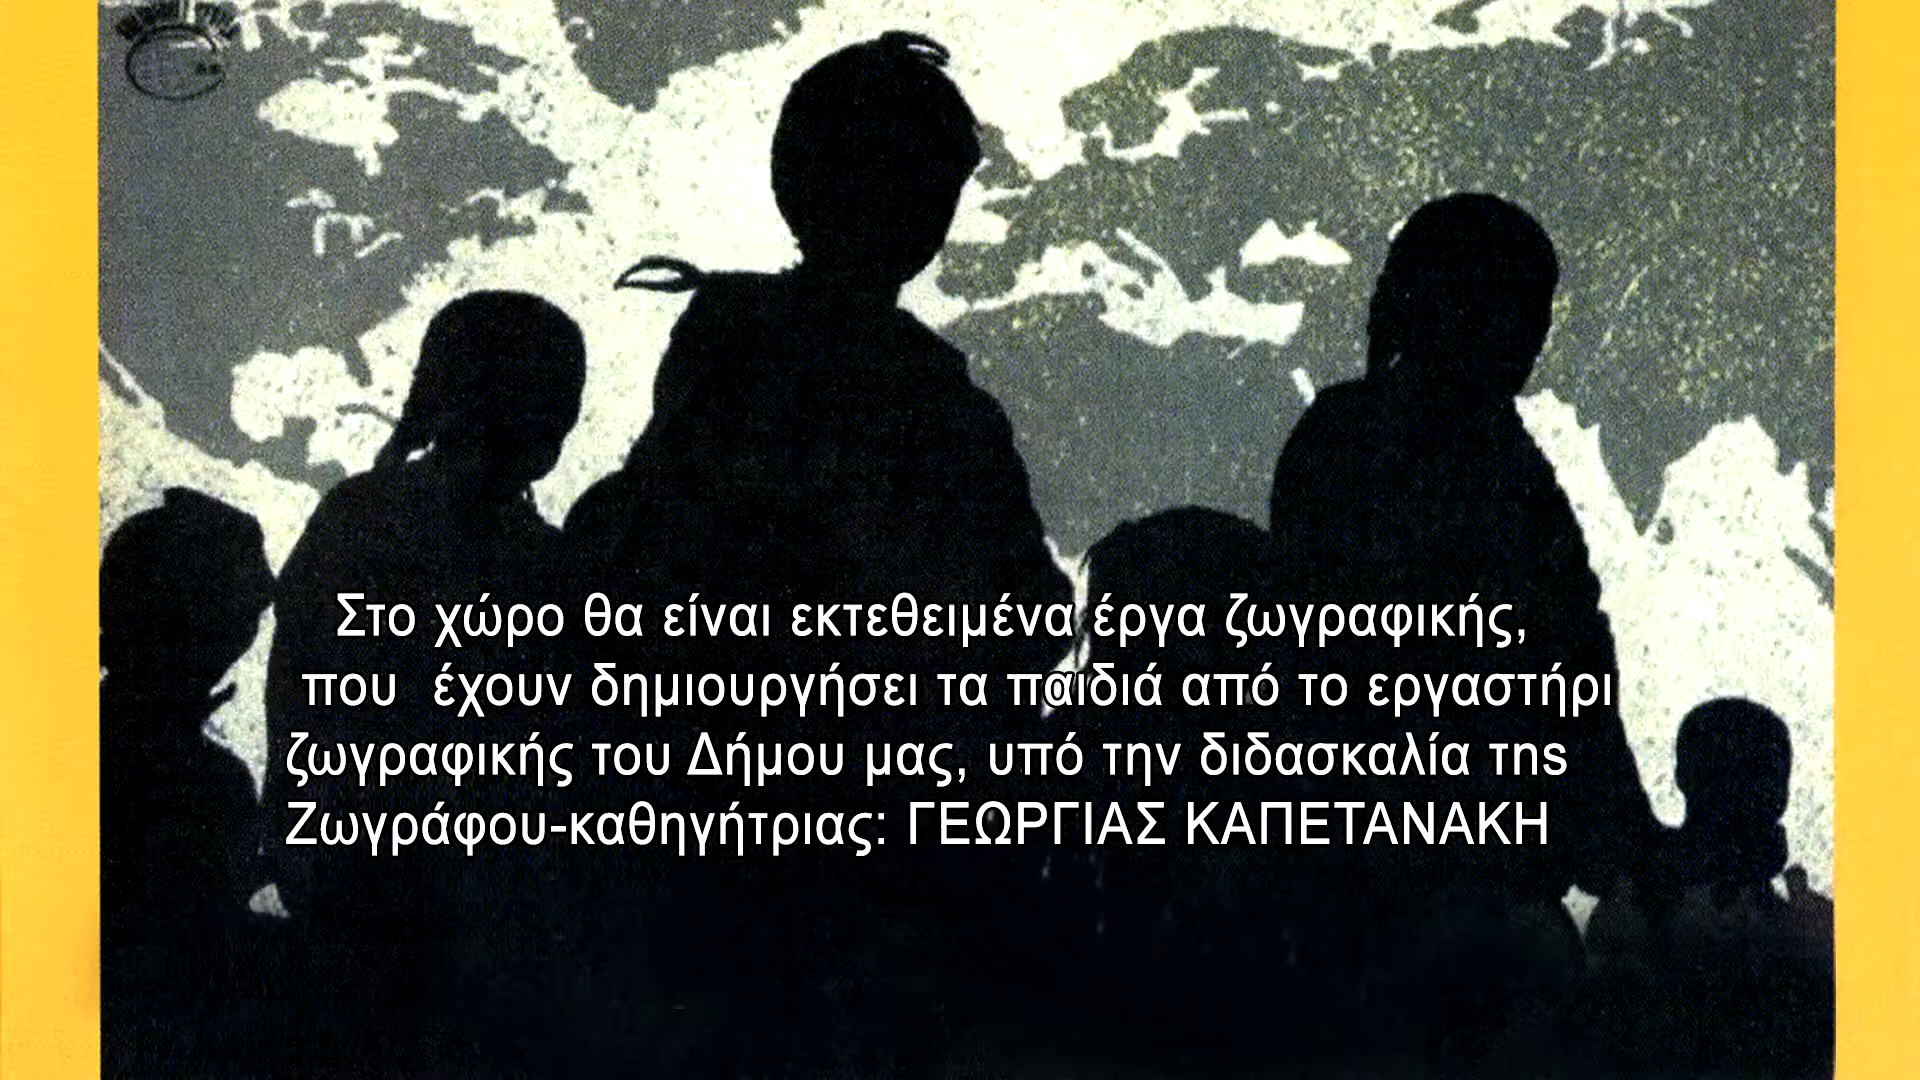 Στο χώρο θα είναι εκτεθειμένα έργα ζωγραφικής,
που έχουν δημιουργήσει τα παιδιά από το εργαστήρι
ζωγραφικής του Δήμου μας, υπό την διδασκαλία τns
Ζωγράφου-καθηγήτριας: ΓΕΩΡΓΙΑΣ ΚΑΠΕΤΑΝΑΚΗ